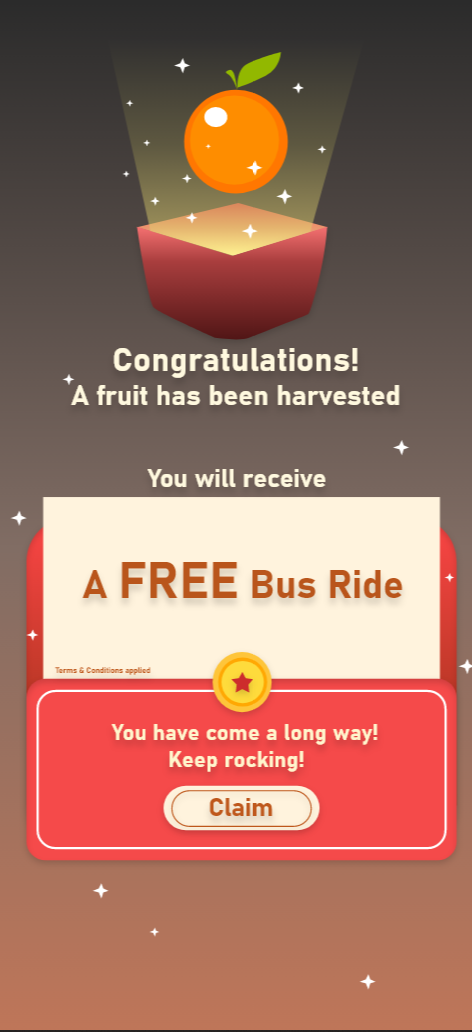 Congratulations!
A fruit has been harvested
You will receive
A FREE Bus Ride
Terms & Conditions applied
You have come a long way!
Keep rocking!
Claim